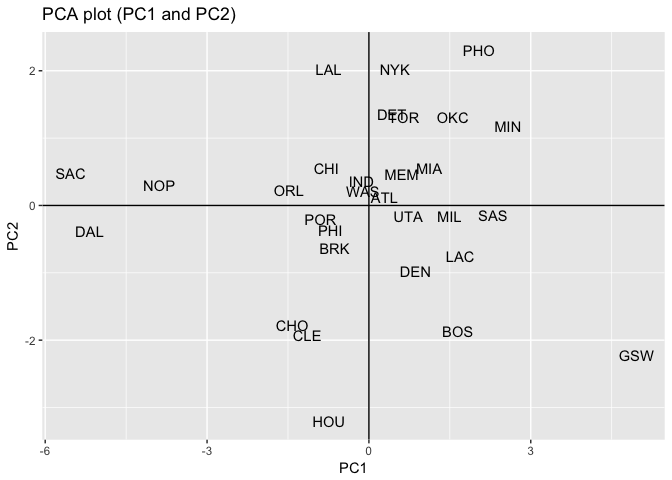 PCA plot (PC1 and PC2)
PHO
LAL NYK
2
DET TOR OKC
MIN
CHI MIA
SAC MEM
NOP IND
ORL WAS
ATL
0
POR UTA MIL SAS
DAL PHI
BRK
LAC
DEN
CHO
CLE BOS
-2
GSW
HOU
-6 -3 0 3
PC1
PC2